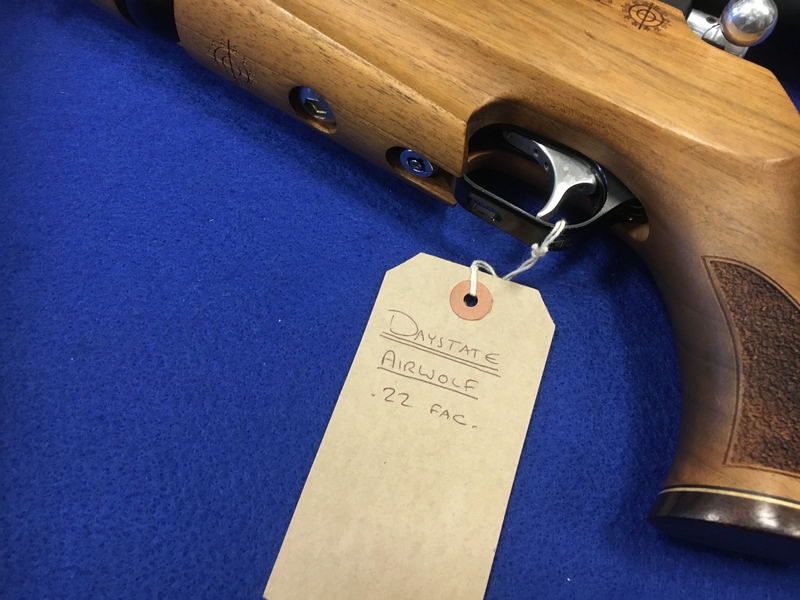 DAYSTATE
AIRWOLF
.22 FAC.